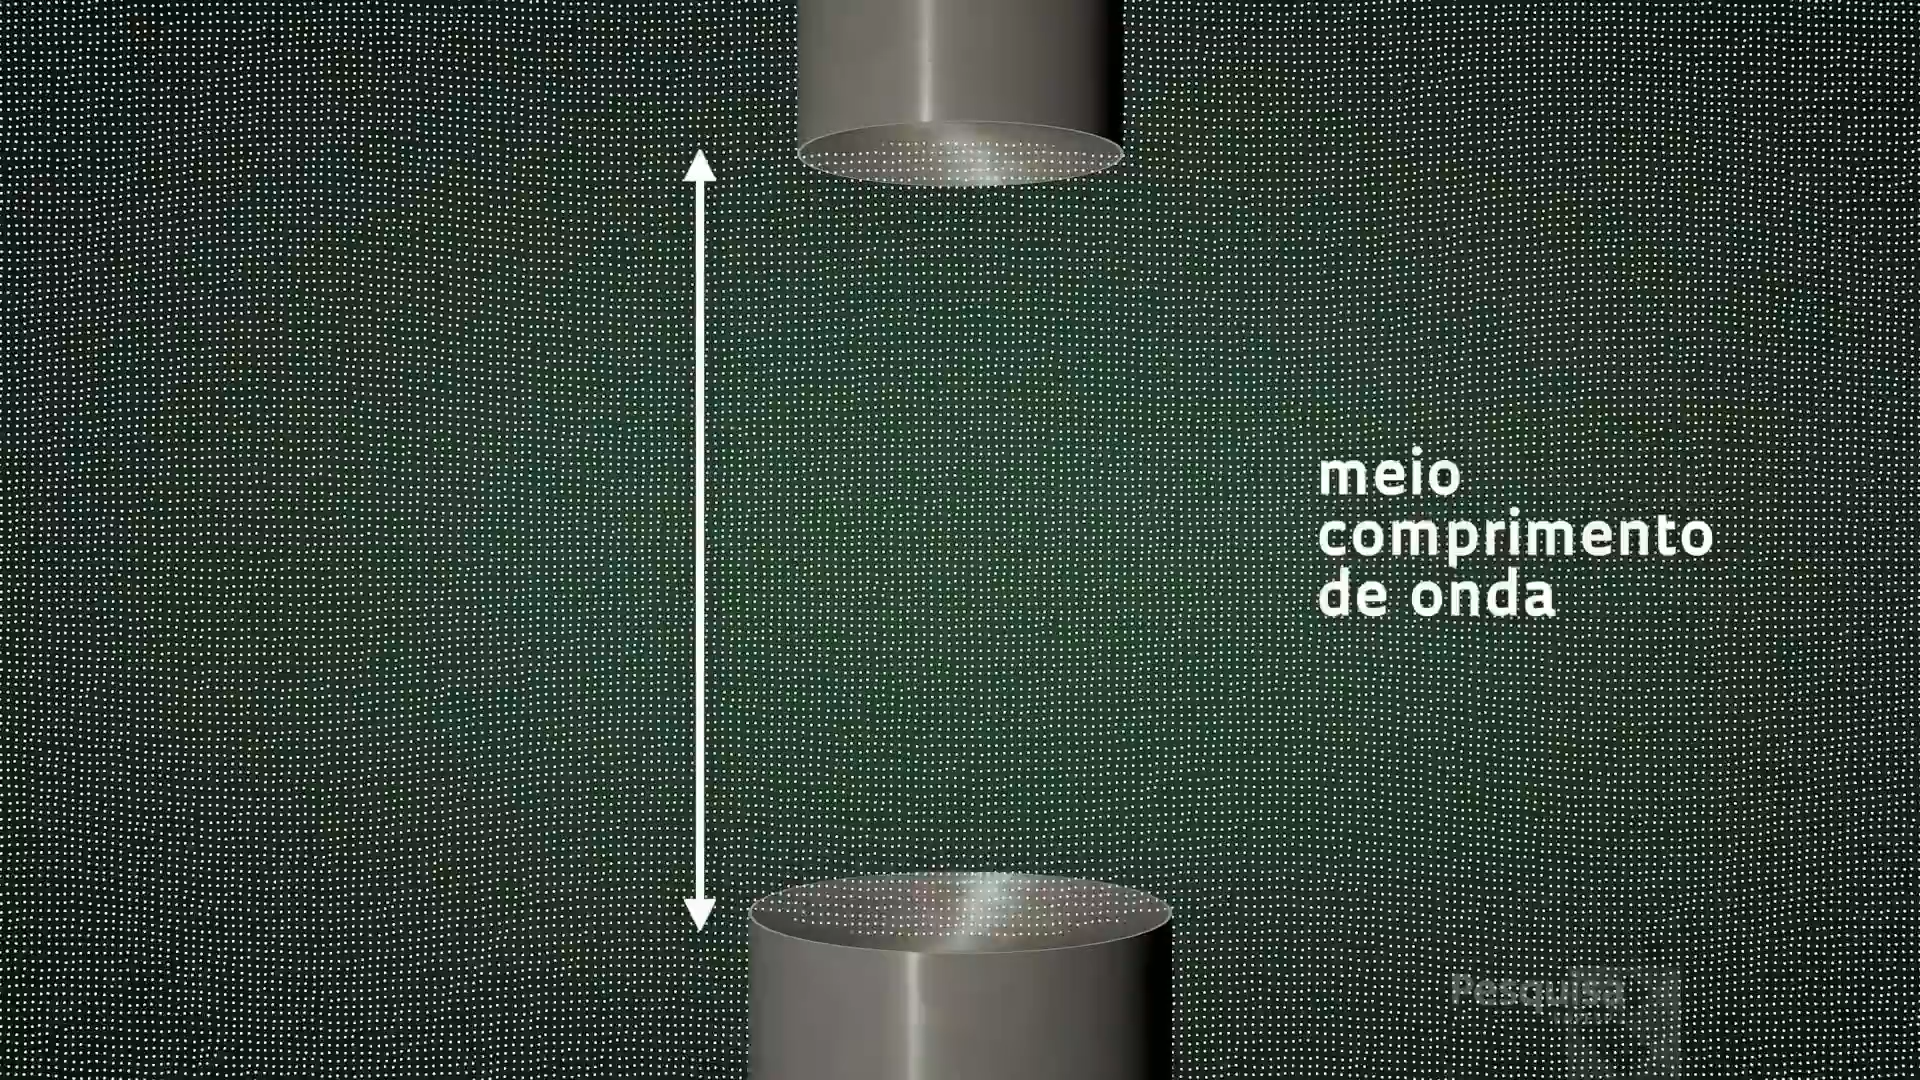 meio
comprimento
de onda
Pesquisa